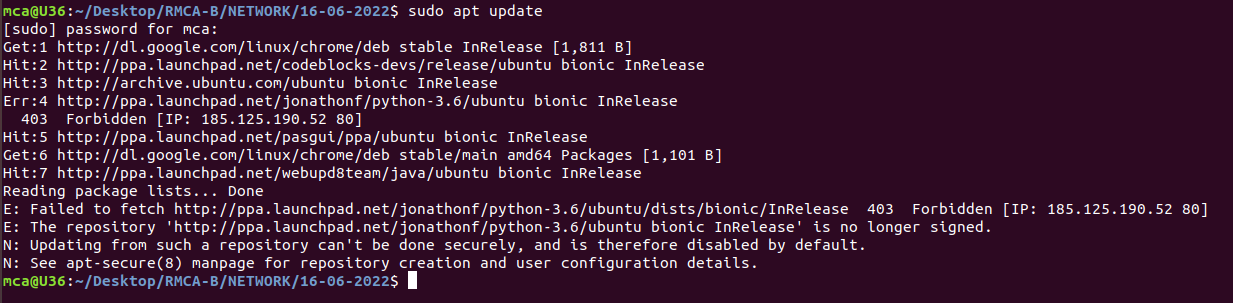 mca@U36:~/Desktop/RMCA-B/NETWORK/16-06-2022$ sudo apt update
[sudo] password for mca:
Get:1 http://dl.google.com/linux/chrome/deb stable InRelease [1,811 B]
Hit:2 http://ppa.launchpad.net/codeblocks-devs/release/ubuntu bionic InRelease
Hit:3 http://archive.ubuntu.com/ubuntu bionic InRelease
Err:4 http://ppa.launchpad.net/jonathonf/python-3.6/ubuntu bionic InRelease
  403  Forbidden [IP: 185.125.190.52 80]
Hit:5 http://ppa.launchpad.net/pasgui/ppa/ubuntu bionic InRelease
Get:6 http://dl.google.com/linux/chrome/deb stable/main amd64 Packages [1,101 B]
Hit:7 http://ppa.launchpad.net/webupd8team/java/ubuntu bionic InRelease
Reading package lists... Done
E: Failed to fetch http://ppa.launchpad.net/jonathonf/python-3.6/ubuntu/dists/bionic/InRelease  403  Forbidden [IP: 185.125.190.52 80]
E: The repository 'http://ppa.launchpad.net/jonathonf/python-3.6/ubuntu bionic InRelease' is no longer signed.
N: Updating from such a repository can't be done securely, and is therefore disabled by default.
N: See apt-secure(8) manpage for repository creation and user configuration details.
mca@U36:~/Desktop/RMCA-B/NETWORK/16-06-2022$